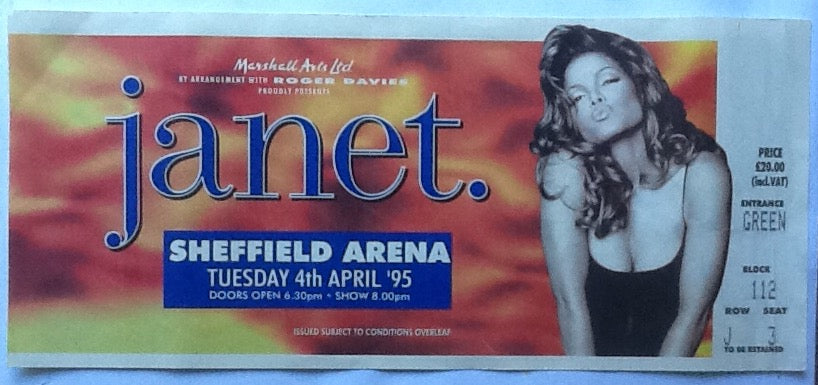 Marshall Arts Ltd
BY ARRANGEMENT WITH ROGER DAVIES
PROUDLY PRESENTS
janet.
SHEFFIELD ARENA
TUESDAY 4th APRIL '95
DOORS OPEN 6.30pm - SHOW 8.00pm
ISSUED SUBJECT TO CONDITIONS OVERLEAF
PRICE
£20.00
(incl.VAT)
ENTRANCE
GREEN
BLOCK
112
ROW SEAT
J 3
TO BE RETAINED